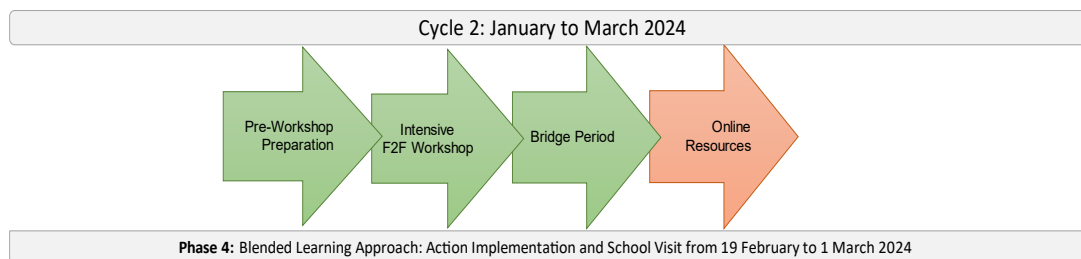 Cycle 2: January to March 2024
Pre-Workshop
Preparation
Intensive
F2F Workshop
Bridge Period
Online
Resources
Phase 4: Blended Learning Approach: Action Implementation and School Visit from 19 February to 1 March 2024